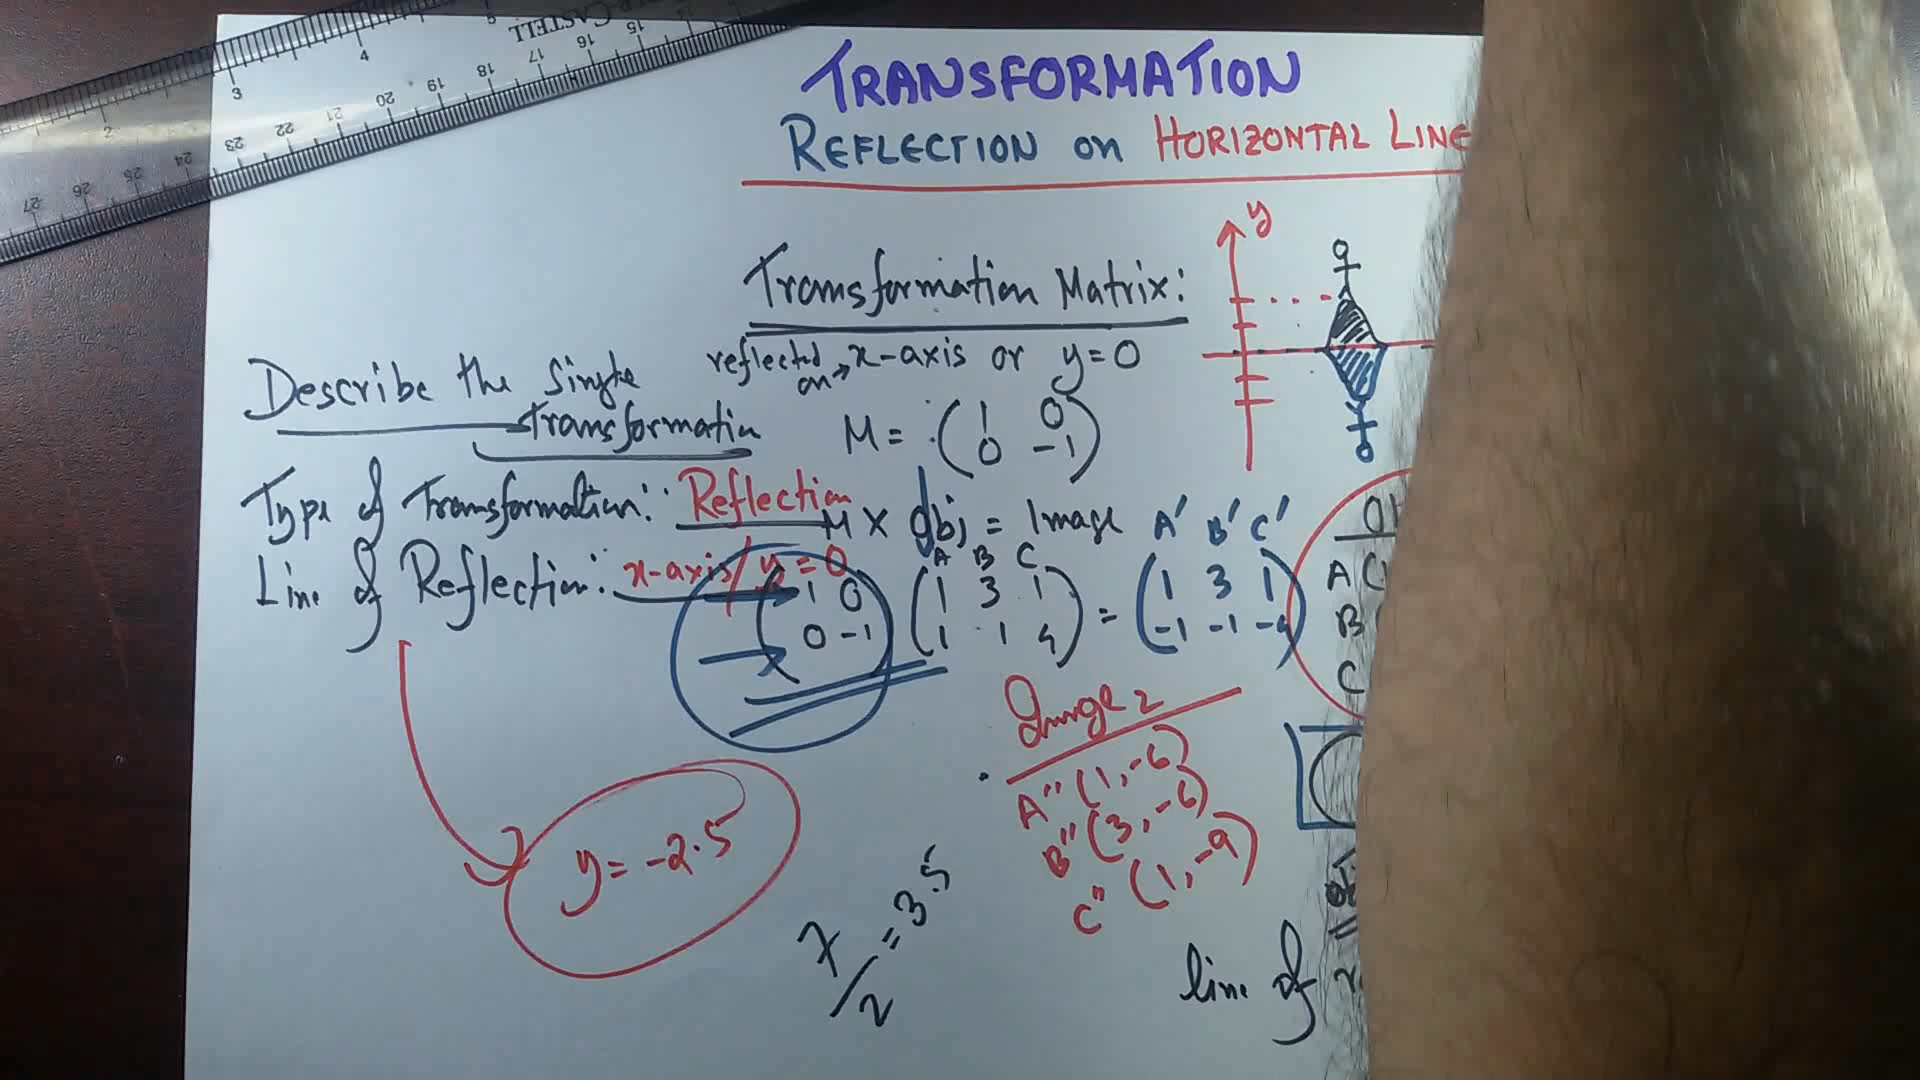 CASTELL
TRANSFORMATION
REFLECTION on HORIZONTAL LINE
y
Transformation Matrix:
reflected on → x-axis or y=0
M = (1 0
0 -1)
Describe the single
Transformatin
Type of Transformation: Reflection
Line of Reflection: x-axis/y=0
M x obj = Image A' B' C'
A B C
(1 0 (1 3 1 = (1 3 1
0 -1) 1 1 4) -1 -1 -4)
A (
B
C
y = -2.5
Image 2
A" (1, -6)
B" (3, -6)
C" (1, -9)
7/2 = 3.5
line of